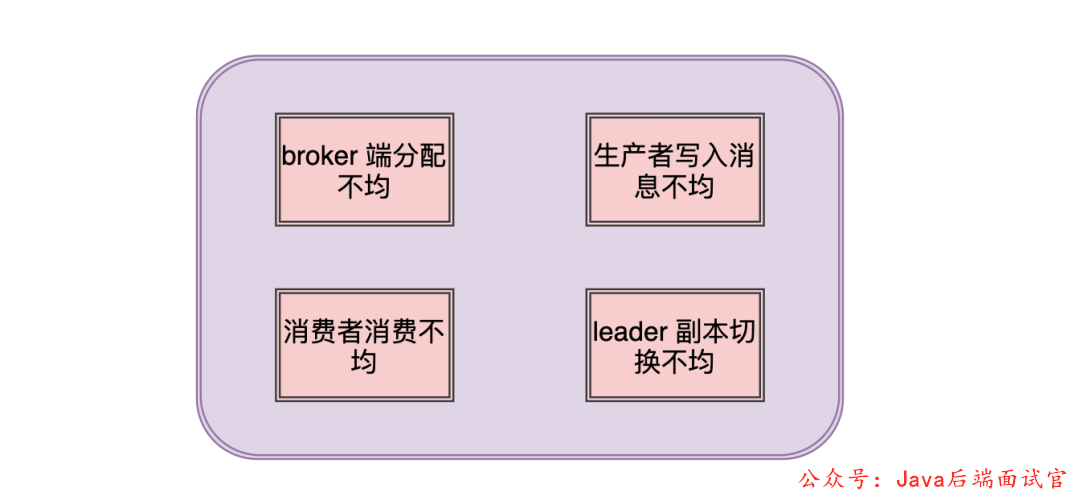 broker 端分配
不均
生产者写入消
息不均
消费者消费不
均
leader 副本切
换不均
公众号：Java后端面试官